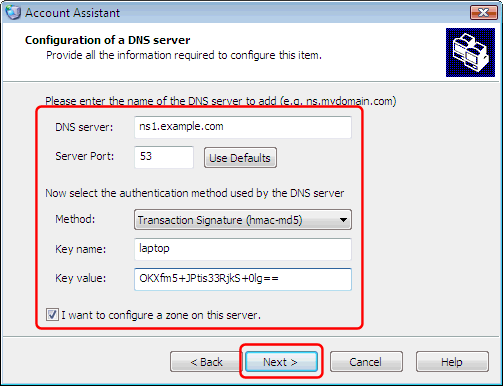 Account Assistant
Configuration of a DNS server
Provide all the information required to configure this item.
Please enter the name of the DNS server to add (e.g. ns.mydomain.com)
DNS server: ns1.example.com
Server Port: 53 Use Defaults
Now select the authentication method used by the DNS server
Method: Transaction Signature (hmac-md5)
Key name: laptop
Key value: OKXfm5+JPtis33RjkS+0lg==
I want to configure a zone on this server.
< Back Next > Cancel Help